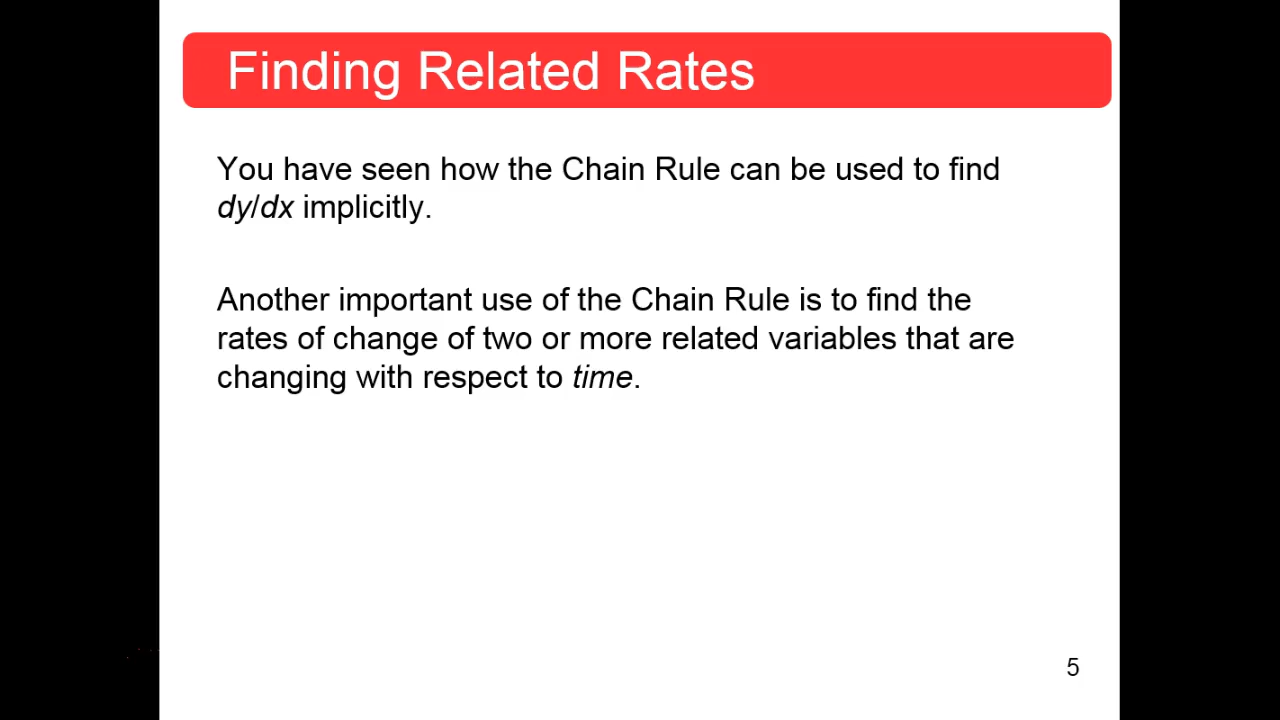 Finding Related Rates
You have seen how the Chain Rule can be used to find
dy/dx implicitly.
Another important use of the Chain Rule is to find the
rates of change of two or more related variables that are
changing with respect to time.
5